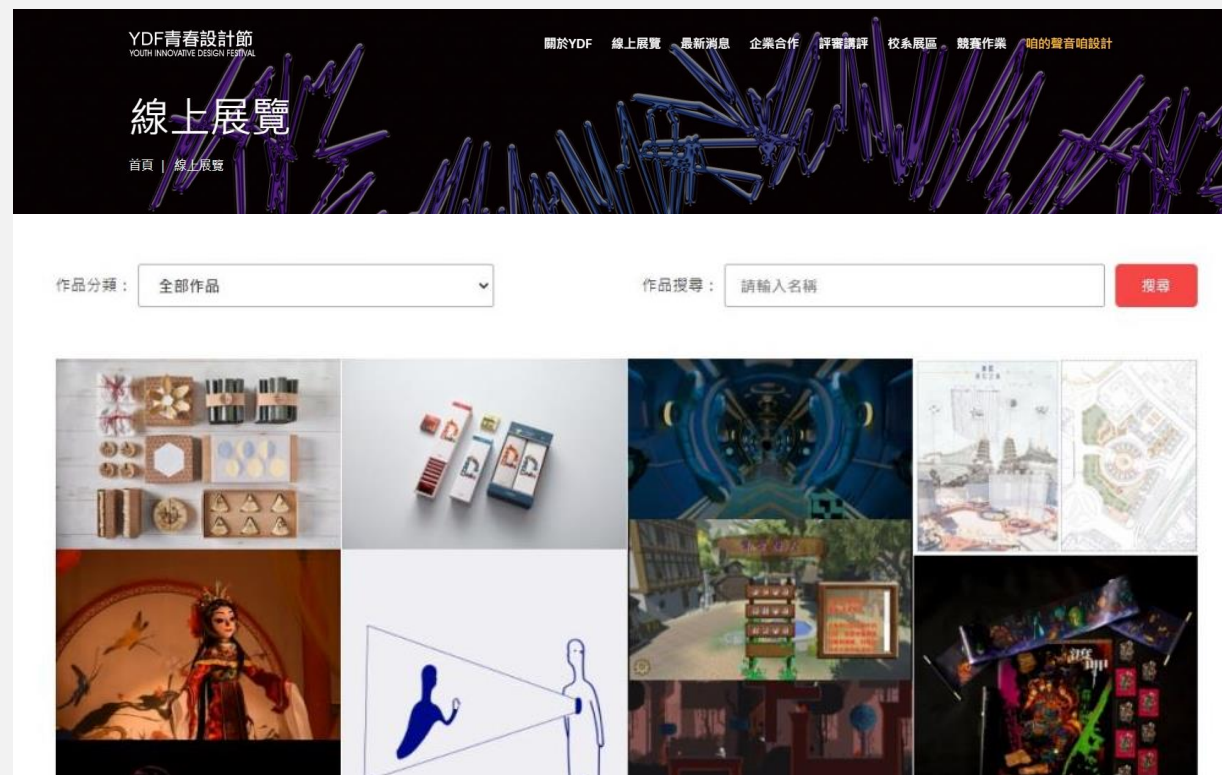 YDF青春設計節
YOUTH INNOVATIVE DESIGN FESTIVAL
關於YDF 線上展覽 最新消息 企業合作 評審講評 校系展區 競賽作業 咱的聲音咱設計
線上展覽
首頁 | 線上展覽
作品分類： 全部作品 作品搜尋： 請輸入名稱 搜尋